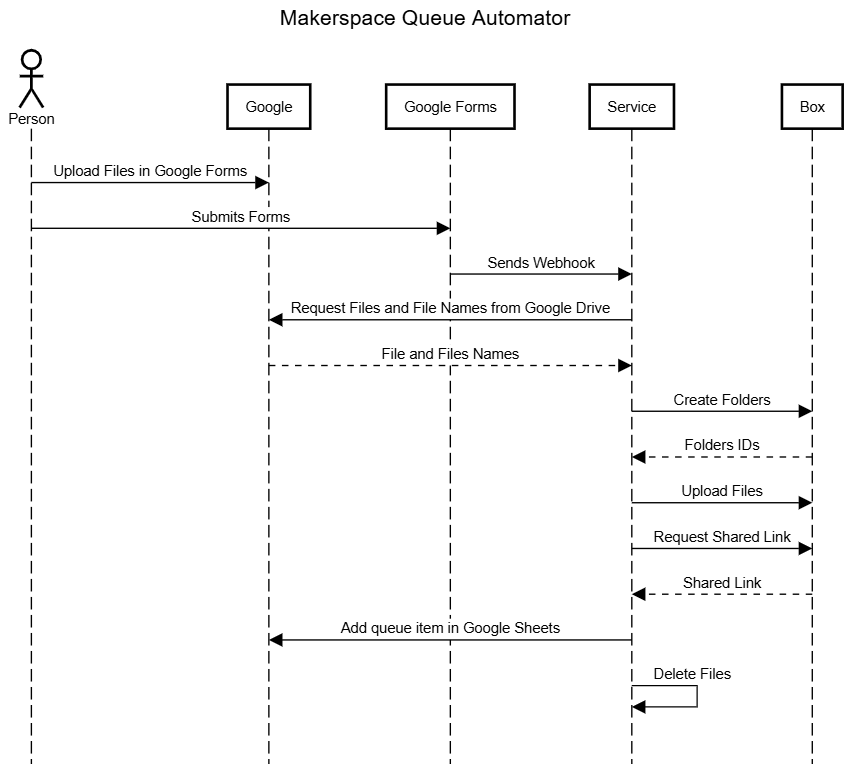 Makerspace Queue Automator
Person
Google
Google Forms
Service
Box
Upload Files in Google Forms
Submits Forms
Sends Webhook
Request Files and File Names from Google Drive
File and Files Names
Create Folders
Folders IDs
Upload Files
Request Shared Link
Shared Link
Add queue item in Google Sheets
Delete Files